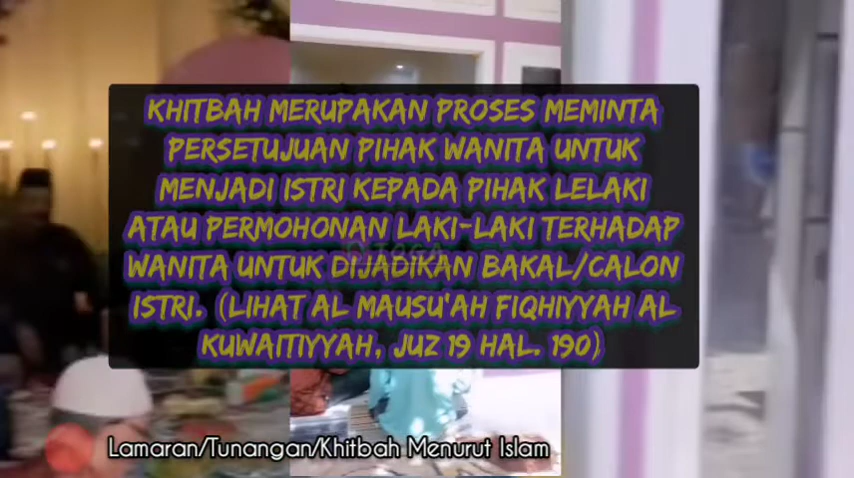 KHITBAH MERUPAKAN PROSES MEMINTA
PERSETUJUAN PIHAK WANITA UNTUK
MENJADI ISTRI KEPADA PIHAK LELAKI
ATAU PERMOHONAN LAKI-LAKI TERHADAP
WANITA UNTUK DIJADIKAN BAKAL/CALON
ISTRI. (LIHAT AL MAUSU'AH FIQHIYYAH AL
KUWAITIYYAH, JUZ 19 HAL. 190)
Lamaran/Tunangan/Khitbah Menurut Islam